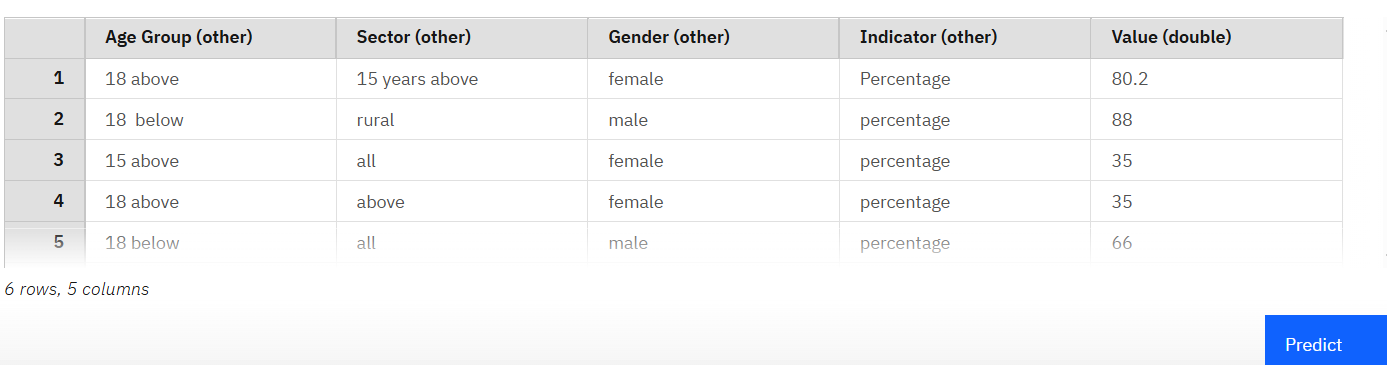 Age Group (other) Sector (other) Gender (other) Indicator (other) Value (double)
1 18 above 15 years above female Percentage 80.2
2 18  below rural male percentage 88
3 15 above all female percentage 35
4 18 above above female percentage 35
5 18 below all male percentage 66
6 rows, 5 columns
Predict